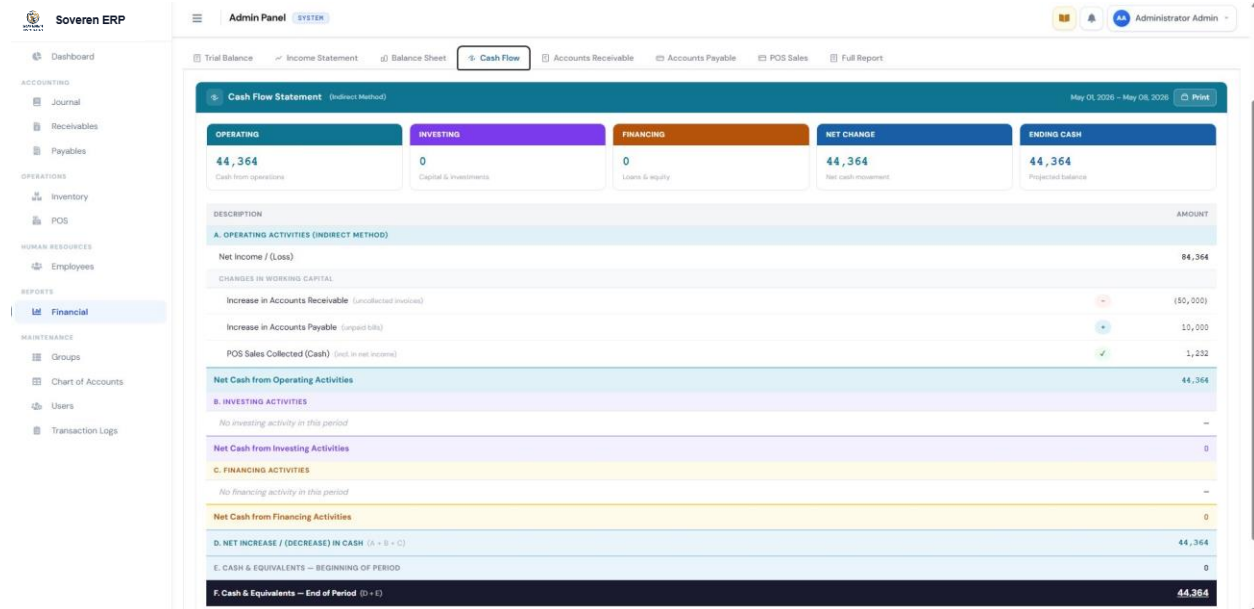 Soveren ERP
Admin Panel SYSTEM
AA Administrator Admin
Dashboard
ACCOUNTING
Journal
Receivables
Payables
OPERATIONS
Inventory
POS
HUMAN RESOURCES
Employees
REPORTS
Financial
MAINTENANCE
Groups
Chart of Accounts
Users
Transaction Logs
Trial Balance Income Statement Balance Sheet Cash Flow Accounts Receivable Accounts Payable POS Sales Full Report
Cash Flow Statement (Indirect Method) May 01, 2026 – May 08, 2026 Print
OPERATING
44,364
Cash from operations
INVESTING
0
Capital & investments
FINANCING
0
Loans & equity
NET CHANGE
44,364
Net cash movement
ENDING CASH
44,364
Projected balance
DESCRIPTION AMOUNT
A. OPERATING ACTIVITIES (INDIRECT METHOD)
Net Income / (Loss) 84,364
CHANGES IN WORKING CAPITAL
Increase in Accounts Receivable (uncollected invoices) – (50,000)
Increase in Accounts Payable (unpaid bills) + 10,000
POS Sales Collected (Cash) (incl. in net income) ✓ 1,232
Net Cash from Operating Activities 44,364
B. INVESTING ACTIVITIES
No investing activity in this period –
Net Cash from Investing Activities 0
C. FINANCING ACTIVITIES
No financing activity in this period –
Net Cash from Financing Activities 0
D. NET INCREASE / (DECREASE) IN CASH (A + B + C) 44,364
E. CASH & EQUIVALENTS — BEGINNING OF PERIOD 0
F. Cash & Equivalents — End of Period (D + E) 44,364